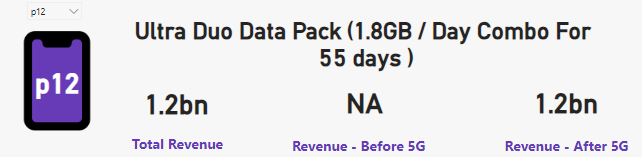 p12
p12
Ultra Duo Data Pack (1.8GB / Day Combo For
55 days )
1.2bn
NA
1.2bn
Total Revenue
Revenue - Before 5G
Revenue - After 5G